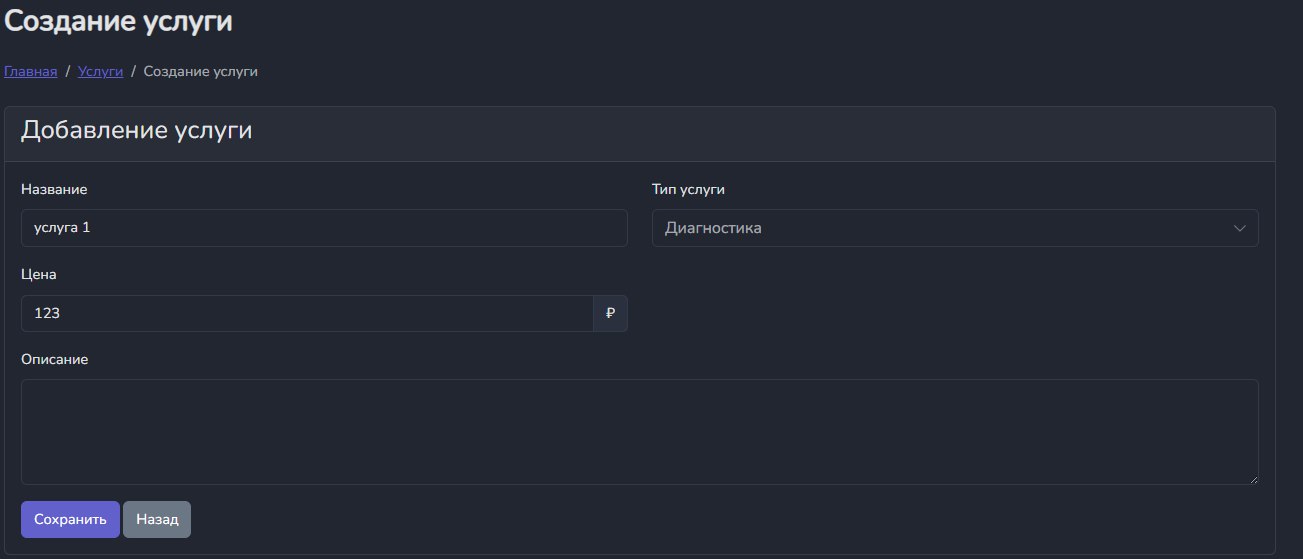 Создание услуги
Главная / Услуги / Создание услуги
Добавление услуги
Название
услуга 1
Тип услуги
Диагностика
Цена
123 ₽
Описание
Сохранить Назад